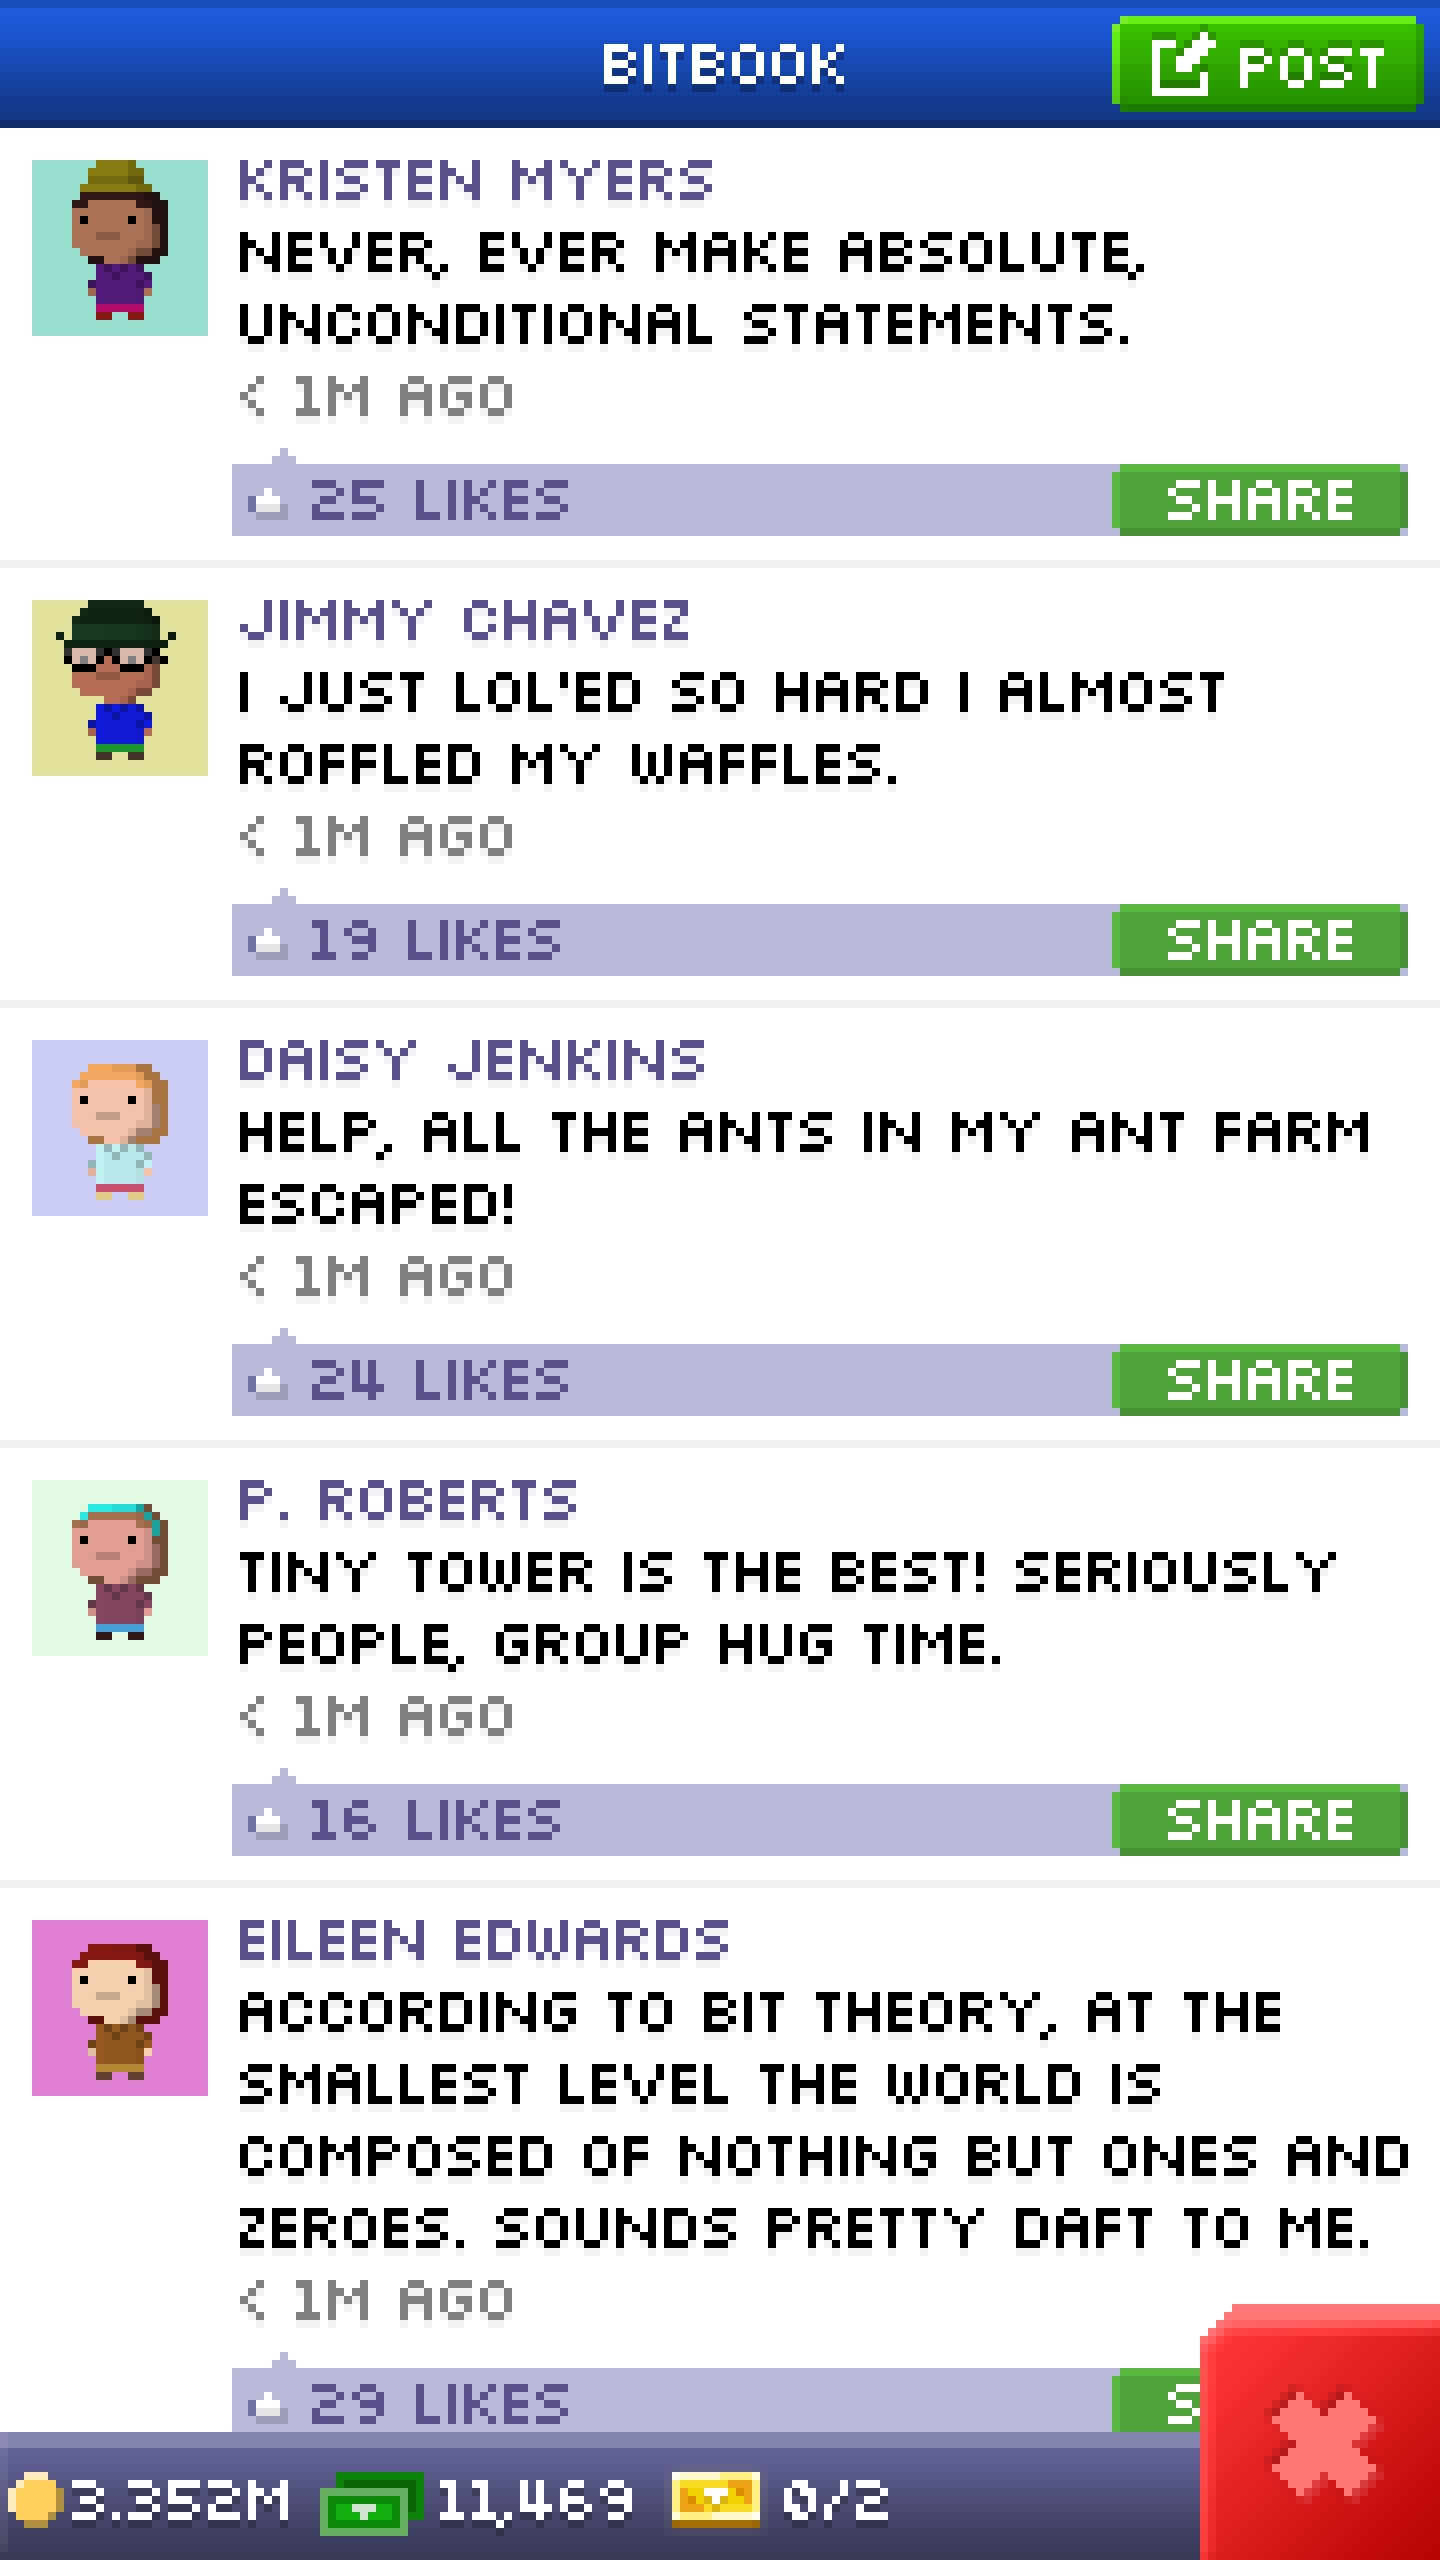 BITBOOK
POST
KRISTEN MYERS
NEVER, EVER MAKE ABSOLUTE,
UNCONDITIONAL STATEMENTS.
< 1M AGO
25 LIKES
SHARE
JIMMY CHAVEZ
I JUST LOL'ED SO HARD I ALMOST
ROFFLED MY WAFFLES.
< 1M AGO
19 LIKES
SHARE
DAISY JENKINS
HELP, ALL THE ANTS IN MY ANT FARM
ESCAPED!
< 1M AGO
24 LIKES
SHARE
P. ROBERTS
TINY TOWER IS THE BEST! SERIOUSLY
PEOPLE, GROUP HUG TIME.
< 1M AGO
16 LIKES
SHARE
EILEEN EDWARDS
ACCORDING TO BIT THEORY, AT THE
SMALLEST LEVEL THE WORLD IS
COMPOSED OF NOTHING BUT ONES AND
ZEROES. SOUNDS PRETTY DAFT TO ME.
< 1M AGO
29 LIKES
3.352M
11,469
0/2